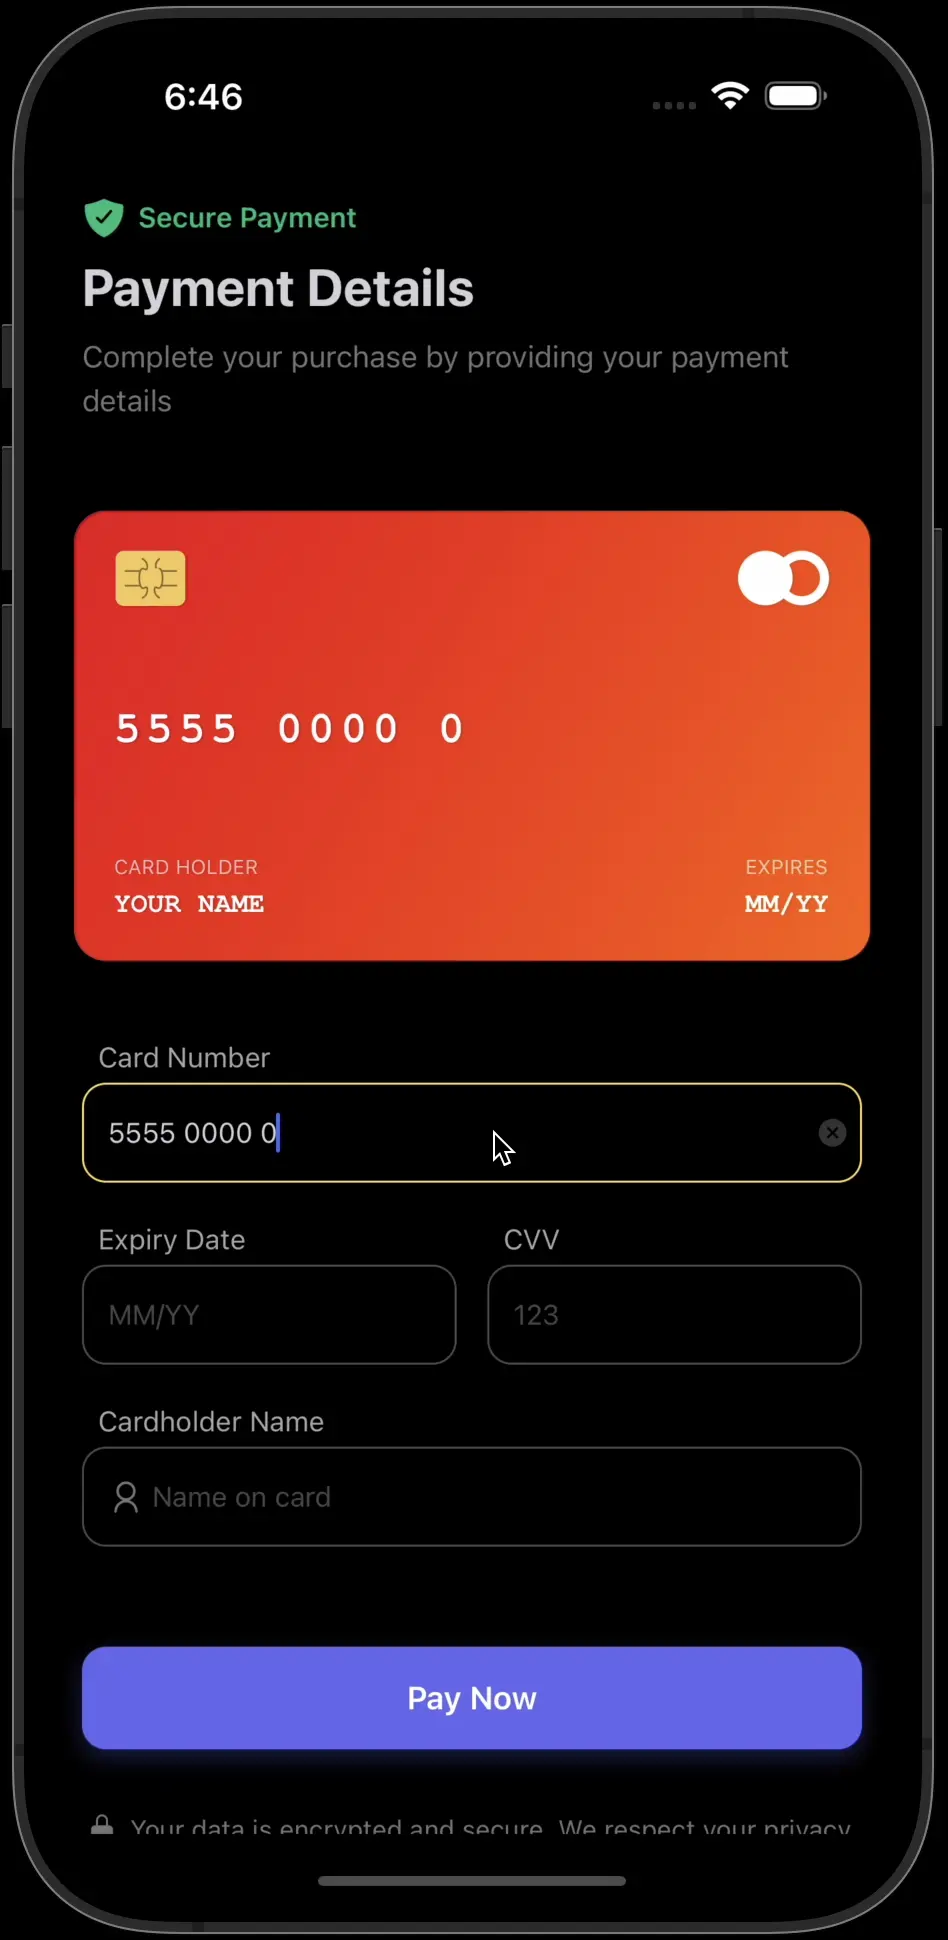 6:46
Secure Payment
Payment Details
Complete your purchase by providing your payment
details
5555 0000 0
CARD HOLDER
EXPIRES
YOUR NAME
MM/YY
Card Number
5555 0000 0
Expiry Date
CVV
MM/YY
123
Cardholder Name
Name on card
Pay Now
Your data is encrypted and secure. We respect your privacy